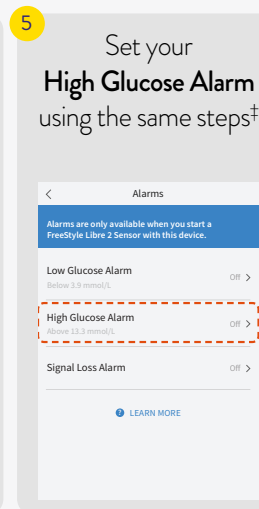 5
Set your
High Glucose Alarm
using the same steps‡
Alarms
Alarms are only available when you start a
FreeStyle Libre 2 Sensor with this device.
Low Glucose Alarm
Off
Below 3.9 mmol/L
High Glucose Alarm
Off
Above 13.3 mmol/L
Signal Loss Alarm
Off
LEARN MORE